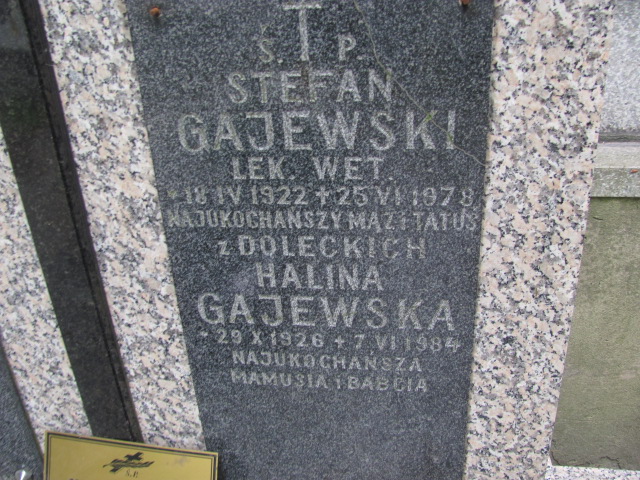 Ś. P.
STEFAN
GAJEWSKI
LEK. WET.
* 18 IV 1922 + 25 VI 1978
NAJUKOCHAŃSZY MĄŻ I TATUŚ
z DOŁĘCKICH
HALINA
GAJEWSKA
* 29 X 1926 + 7 VI 1984
NAJUKOCHAŃSZA
MAMUSIA I BABCIA
Ś.P.